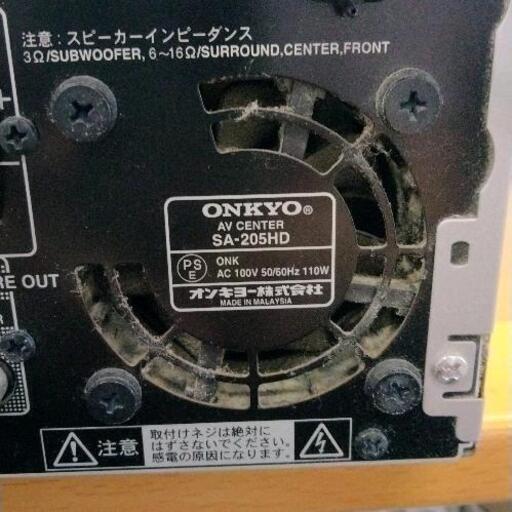 注意：スピーカーインピーダンス
3Ω/SUBWOOFER, 6～16Ω/SURROUND,CENTER,FRONT
+
ONKYO®
AV CENTER
SA-205HD
PS
E
ONK
AC 100V 50/60Hz 110W
オンキヨー株式会社
MADE IN MALAYSIA
RE OUT
ER
注意
取付けネジは絶対に
はずさないでください。
感電の原因になります。